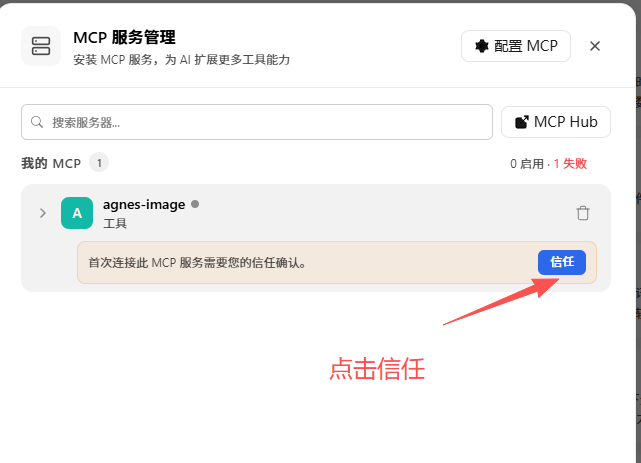 MCP 服务管理
安装 MCP 服务，为 AI 扩展更多工具能力
配置 MCP
搜索服务器...
MCP Hub
我的 MCP 1
0 启用 · 1 失败
A
agnes-image
工具
首次连接此 MCP 服务需要您的信任确认。
信任
点击信任